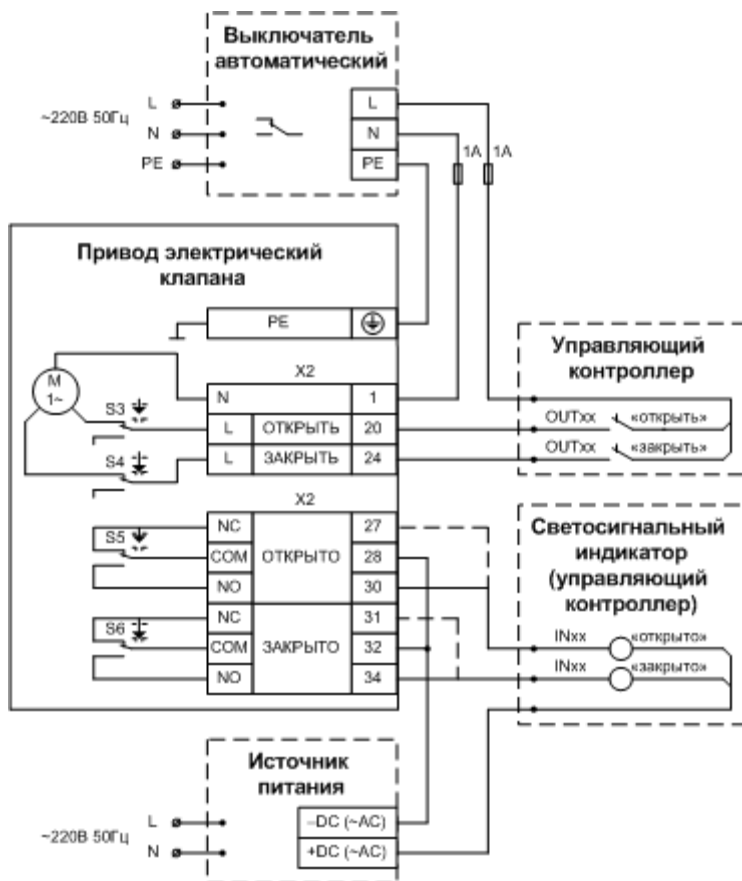 Выключатель
автоматический
~220В 50Гц
L
N
PE
L
N
PE
1A
1A
Привод электрический
клапана
PE
X2
M
1~
S3
S4
N
1
L
ОТКРЫТЬ
20
L
ЗАКРЫТЬ
24
Управляющий
контроллер
OUTxx
«открыть»
OUTxx
«закрыть»
X2
S5
NC
27
COM
ОТКРЫТО
28
NO
30
S6
NC
31
COM
ЗАКРЫТО
32
NO
34
Светосигнальный
индикатор
(управляющий
контроллер)
INxx
«открыто»
INxx
«закрыто»
Источник
питания
~220В 50Гц
L
N
–DC (~AC)
+DC (~AC)